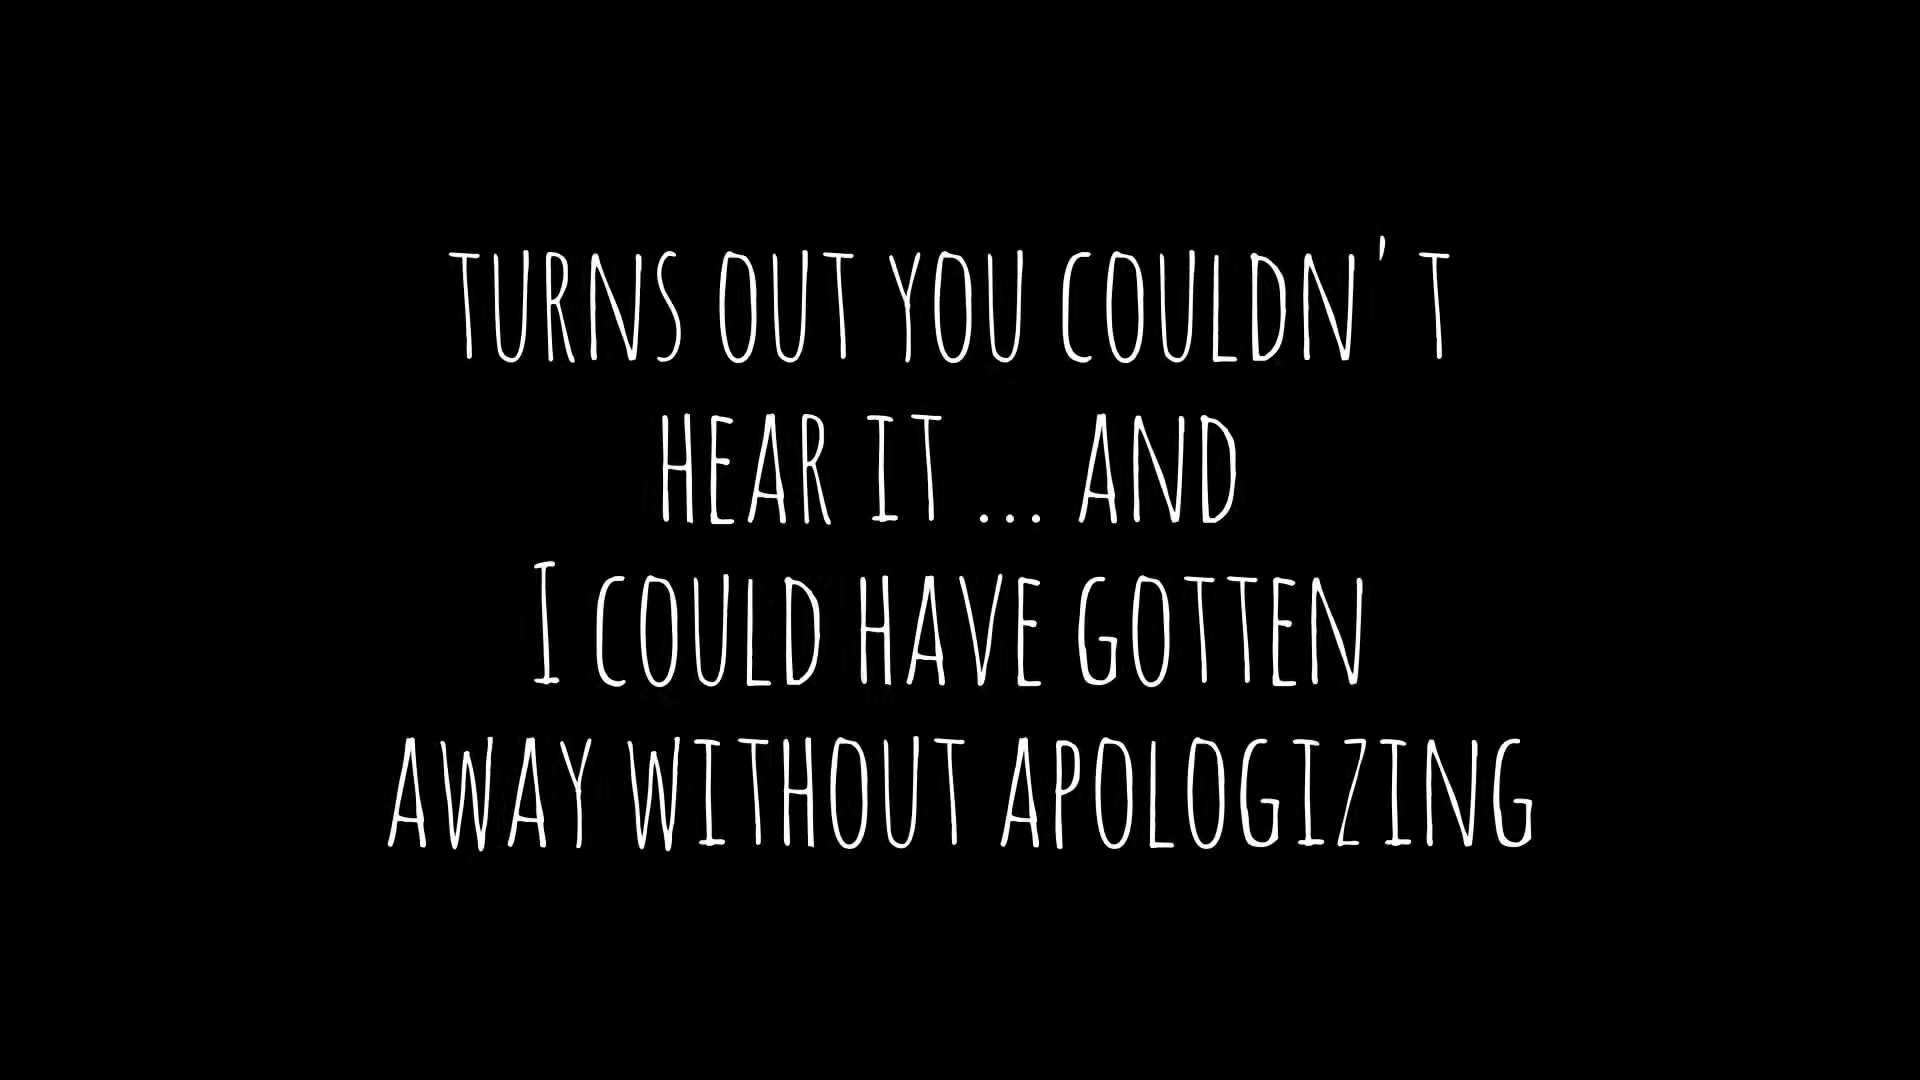 TURNS OUT YOU COULDN'T
HEAR IT ... AND
I COULD HAVE GOTTEN
AWAY WITHOUT APOLOGIZING